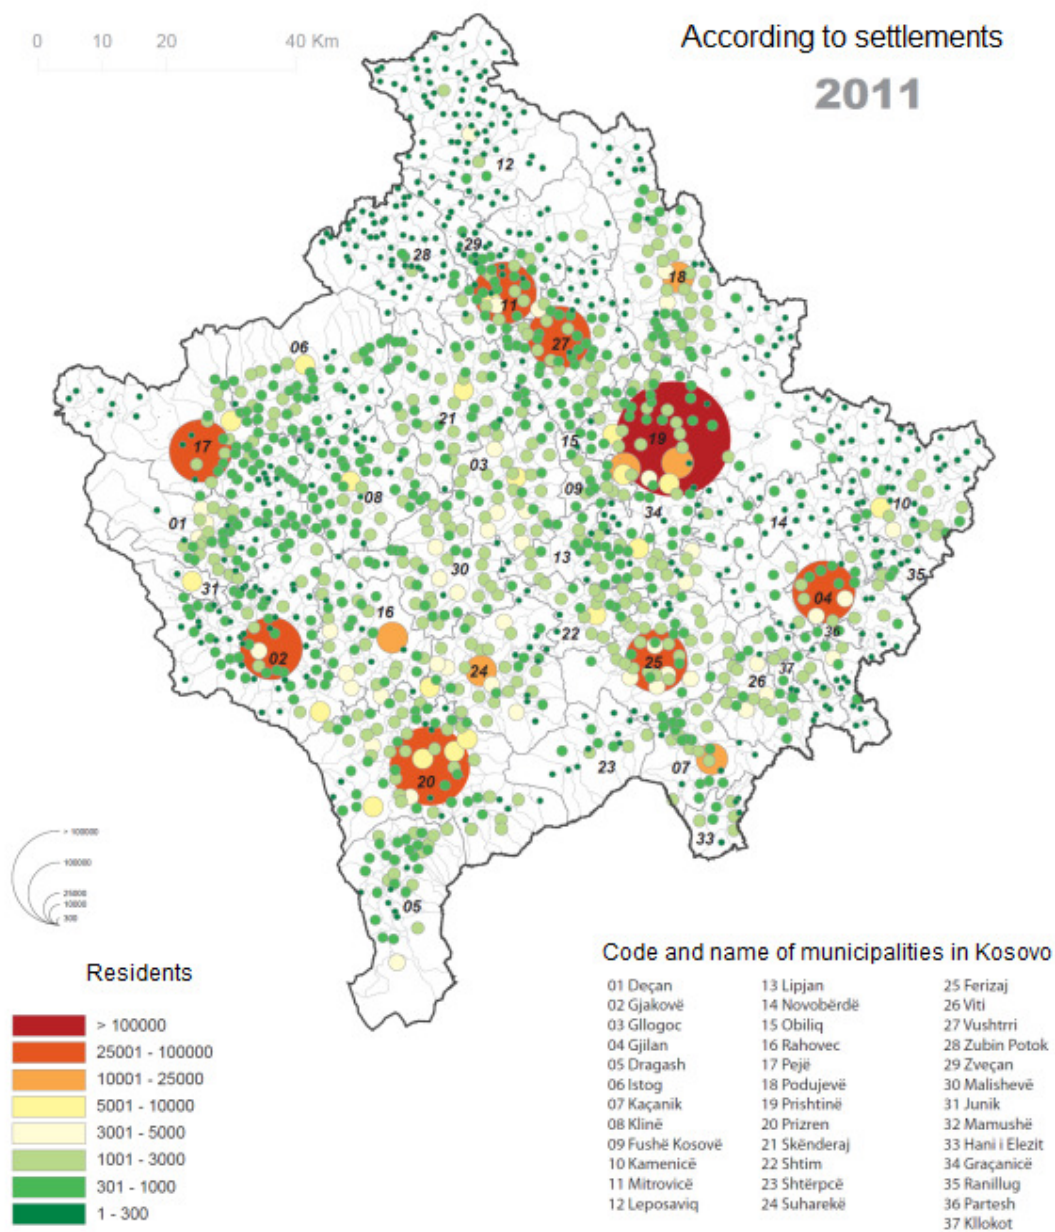 0 10 20 40 Km
According to settlements
2011
12
28
29
18
11
27
06
21
15
19
17
03
08
09
10
34
14
01
13
30
35
31
04
16
22
36
02
25
37
24
26
20
23
07
33
05
> 100000
100000
25000
10000
300
Residents
> 100000
25001 - 100000
10001 - 25000
5001 - 10000
3001 - 5000
1001 - 3000
301 - 1000
1 - 300
Code and name of municipalities in Kosovo
01 Deçan
02 Gjakovë
03 Gllogoc
04 Gjilan
05 Dragash
06 Istog
07 Kaçanik
08 Klinë
09 Fushë Kosovë
10 Kamenicë
11 Mitrovicë
12 Leposaviq
13 Lipjan
14 Novobërdë
15 Obiliq
16 Rahovec
17 Pejë
18 Podujevë
19 Prishtinë
20 Prizren
21 Skënderaj
22 Shtim
23 Shtërpcë
24 Suharekë
25 Ferizaj
26 Viti
27 Vushtrri
28 Zubin Potok
29 Zveçan
30 Malishevë
31 Junik
32 Mamushë
33 Hani i Elezit
34 Graçanicë
35 Ranillug
36 Partesh
37 Kllokot